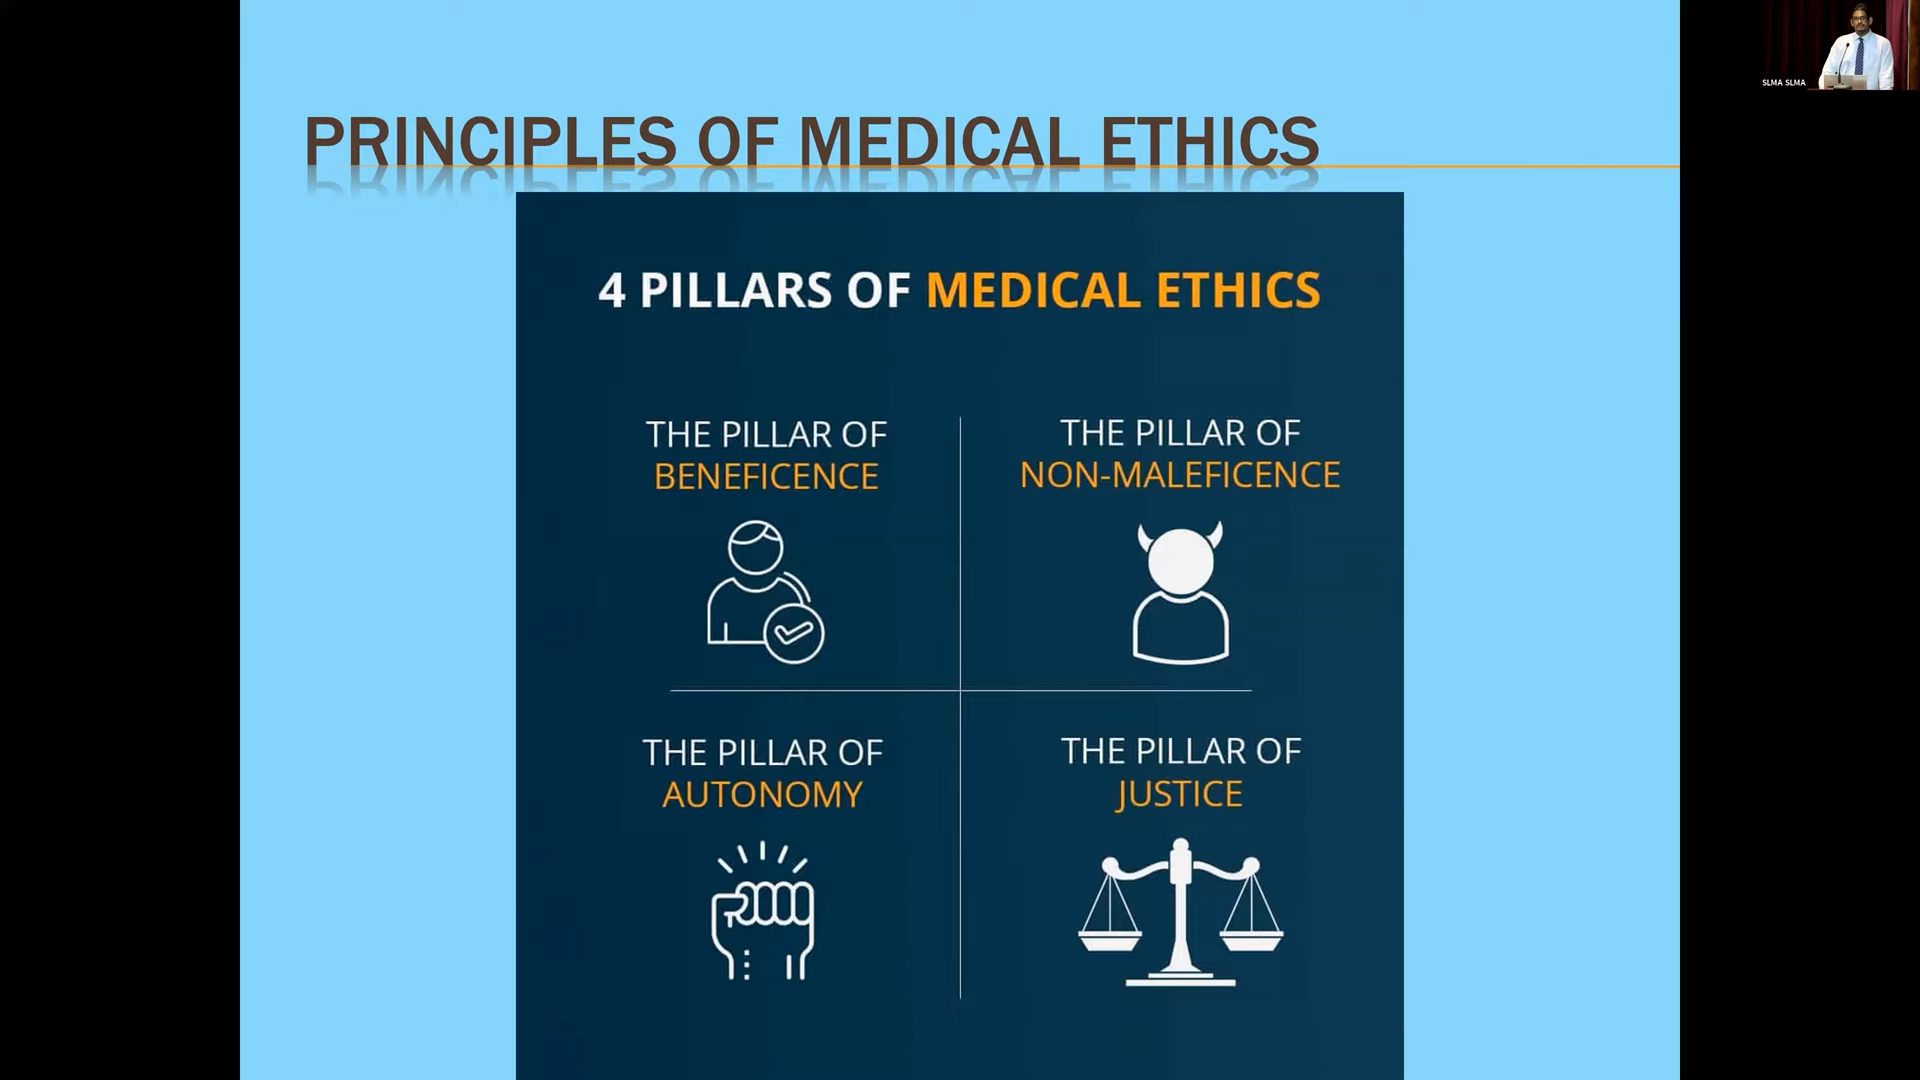 SLMA SLMA
PRINCIPLES OF MEDICAL ETHICS
4 PILLARS OF MEDICAL ETHICS
THE PILLAR OF
BENEFICENCE
THE PILLAR OF
NON-MALEFICENCE
THE PILLAR OF
AUTONOMY
THE PILLAR OF
JUSTICE